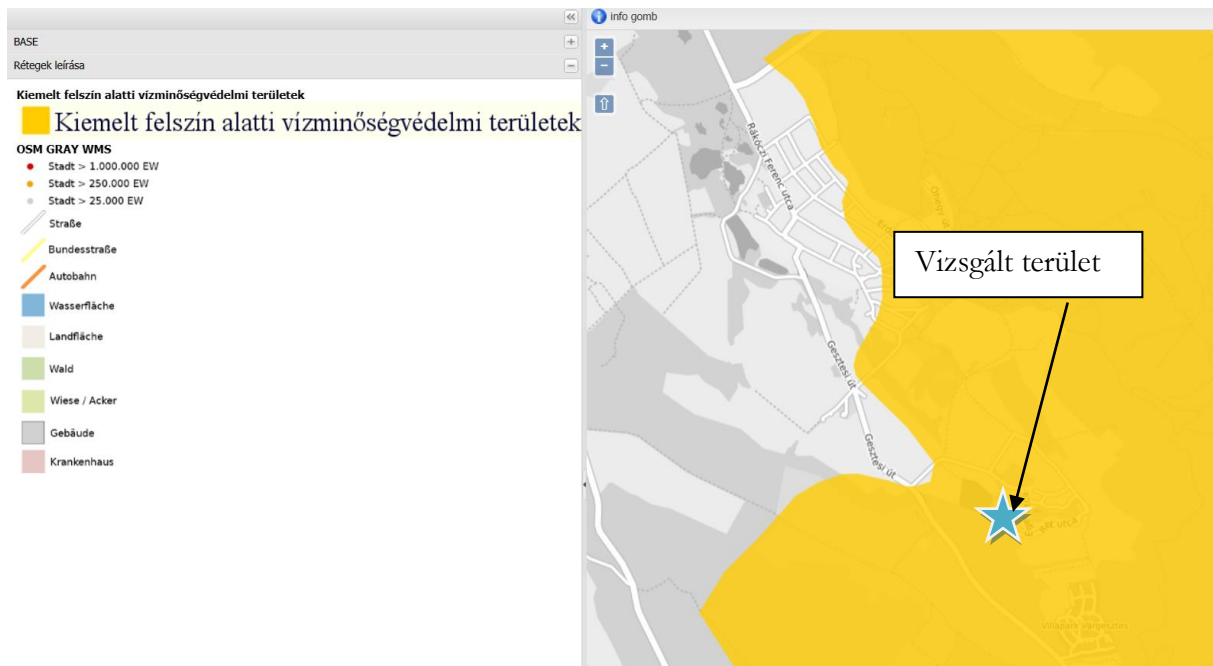 info gomb
BASE
Rétegek leírása
Kiemelt felszín alatti vízminőségvédelmi területek
Kiemelt felszín alatti vízminőségvédelmi területek
OSM GRAY WMS
Stadt > 1.000.000 EW
Stadt > 250.000 EW
Stadt > 25.000 EW
Straße
Bundesstraße
Autobahn
Wasserfläche
Landfläche
Wald
Wiese / Acker
Gebäude
Krankenhaus
Rákóczi Ferenc utca
Vizsgált terület
Gesztesi út
Gesztesi út
utca
Villapark Várgesztes